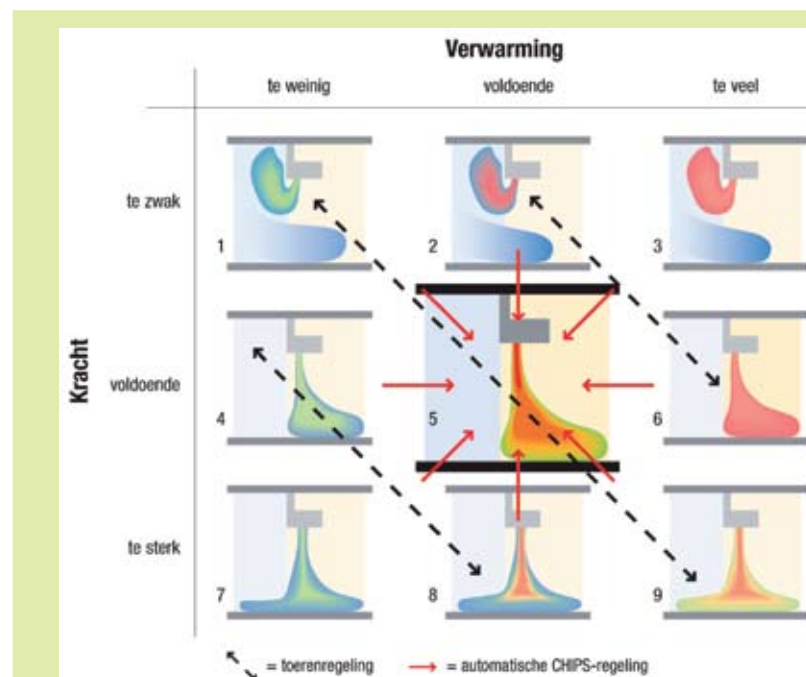 Verwarming
te weinig voldoende te veel
Kracht
te zwak
1 2 3
voldoende
4 5 6
te sterk
7 8 9
= toerenregeling = automatische CHIPS-regeling